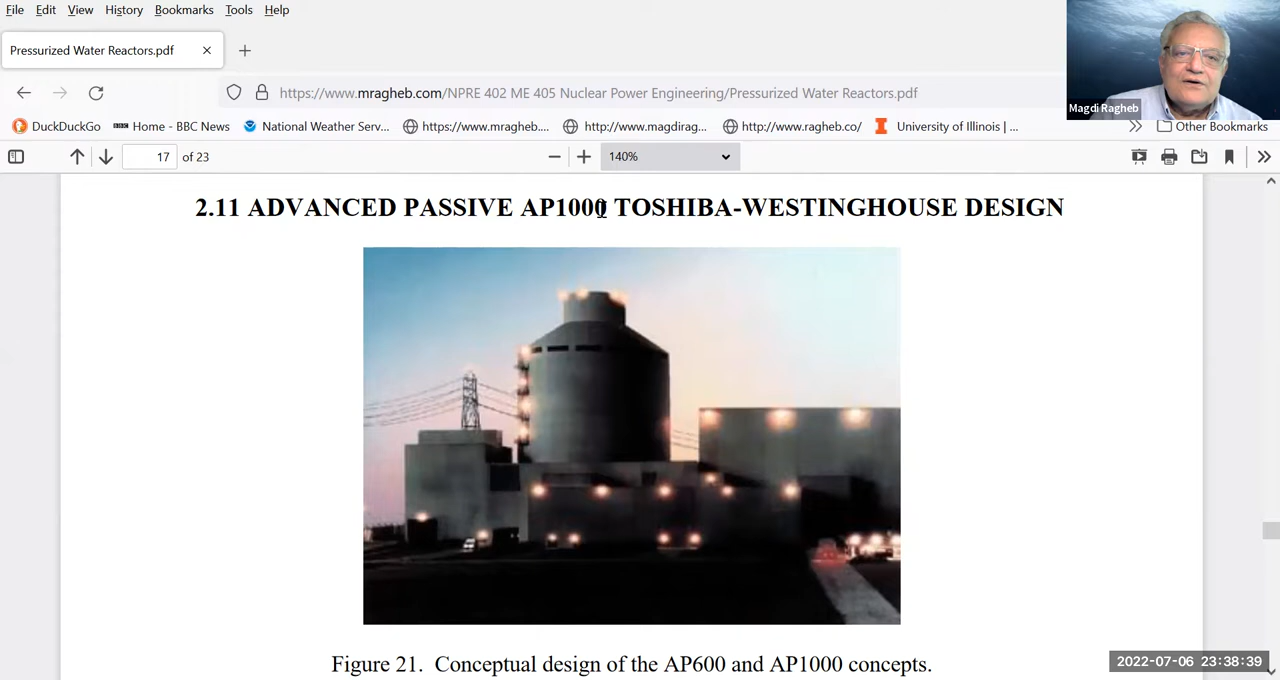 File Edit View History Bookmarks Tools Help
Pressurized Water Reactors.pdf
https://www.mragheb.com/NPRE 402 ME 405 Nuclear Power Engineering/Pressurized Water Reactors.pdf
Magdi Ragheb
DuckDuckGo BBC Home - BBC News National Weather Serv... https://www.mragheb.... http://www.magdirag... http://www.ragheb.co/ I University of Illinois | ... Other Bookmarks
17 of 23 140%
2.11 ADVANCED PASSIVE AP1000 TOSHIBA-WESTINGHOUSE DESIGN
Figure 21. Conceptual design of the AP600 and AP1000 concepts.
2022-07-06 23:38:39